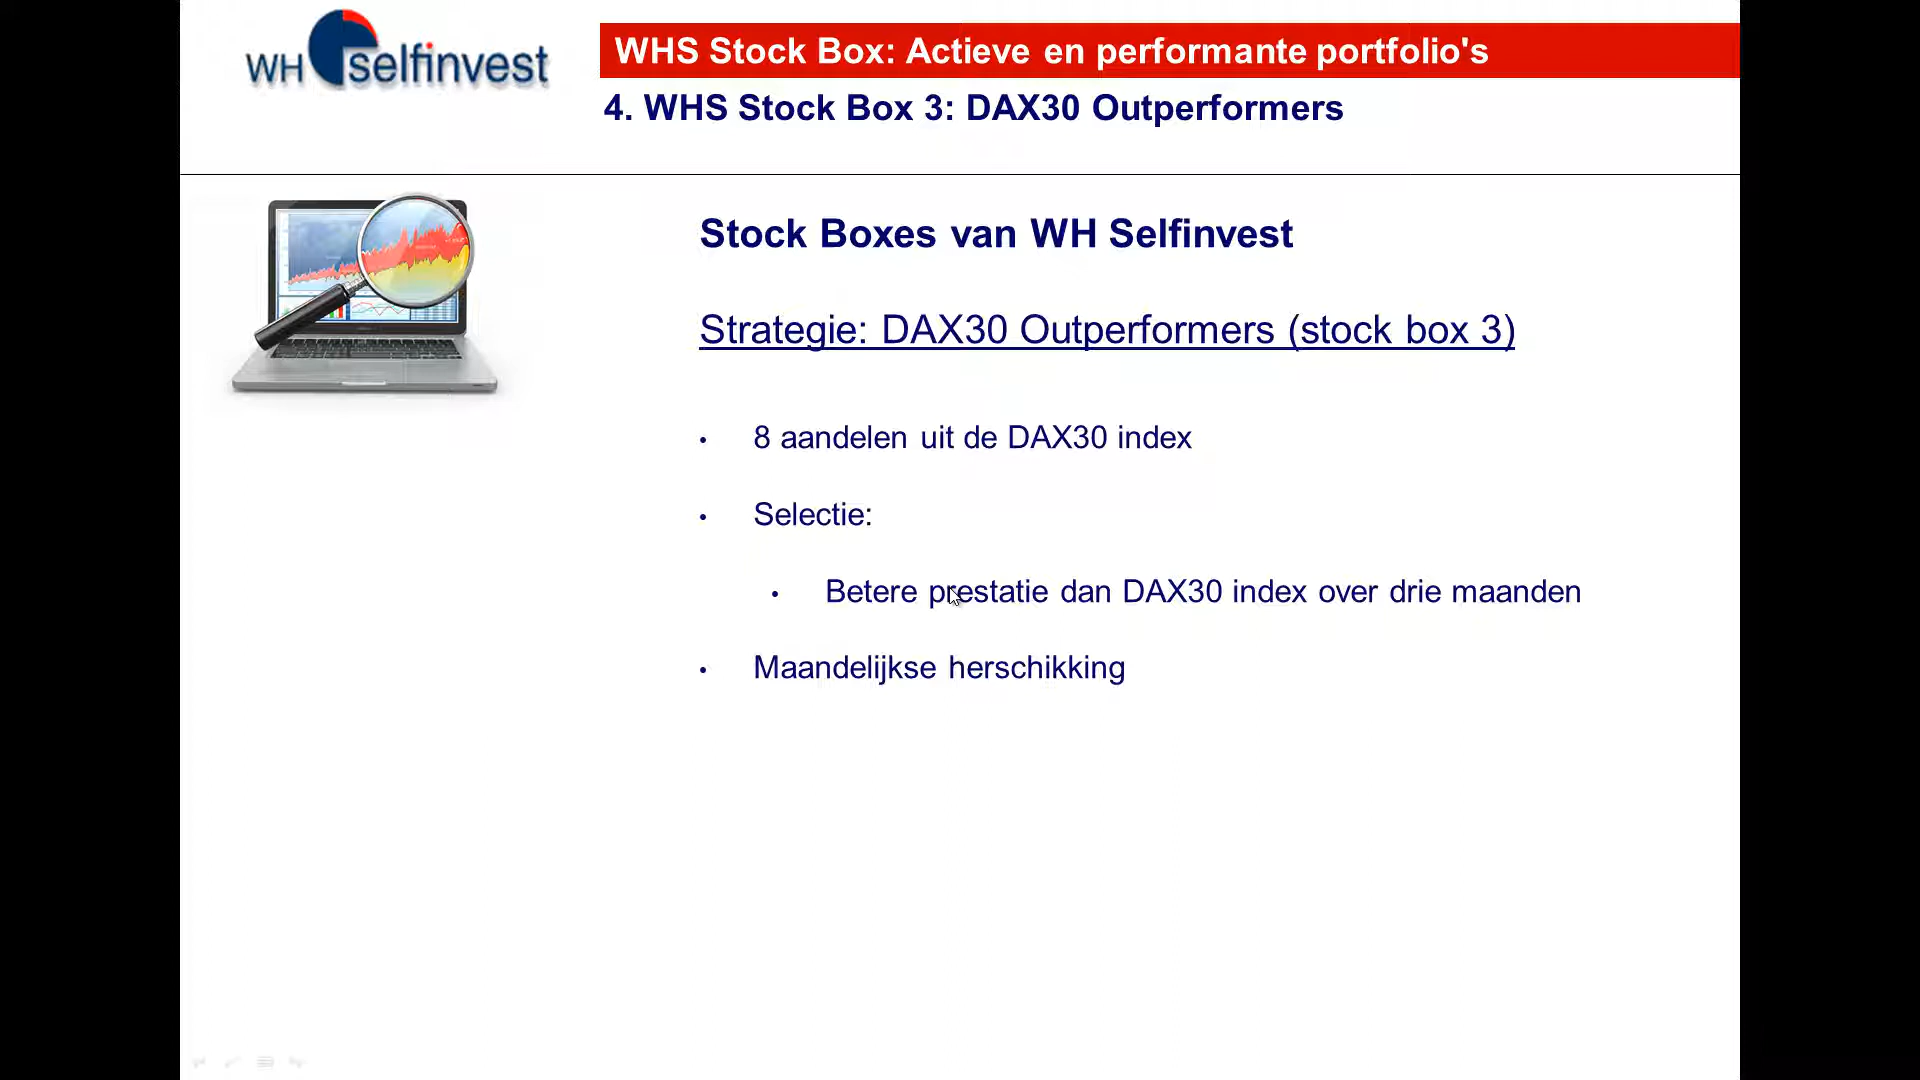 WH selfinvest
WHS Stock Box: Actieve en performante portfolio's
4. WHS Stock Box 3: DAX30 Outperformers
Stock Boxes van WH Selfinvest
Strategie: DAX30 Outperformers (stock box 3)
• 8 aandelen uit de DAX30 index
• Selectie:
• Betere prestatie dan DAX30 index over drie maanden
• Maandelijkse herschikking